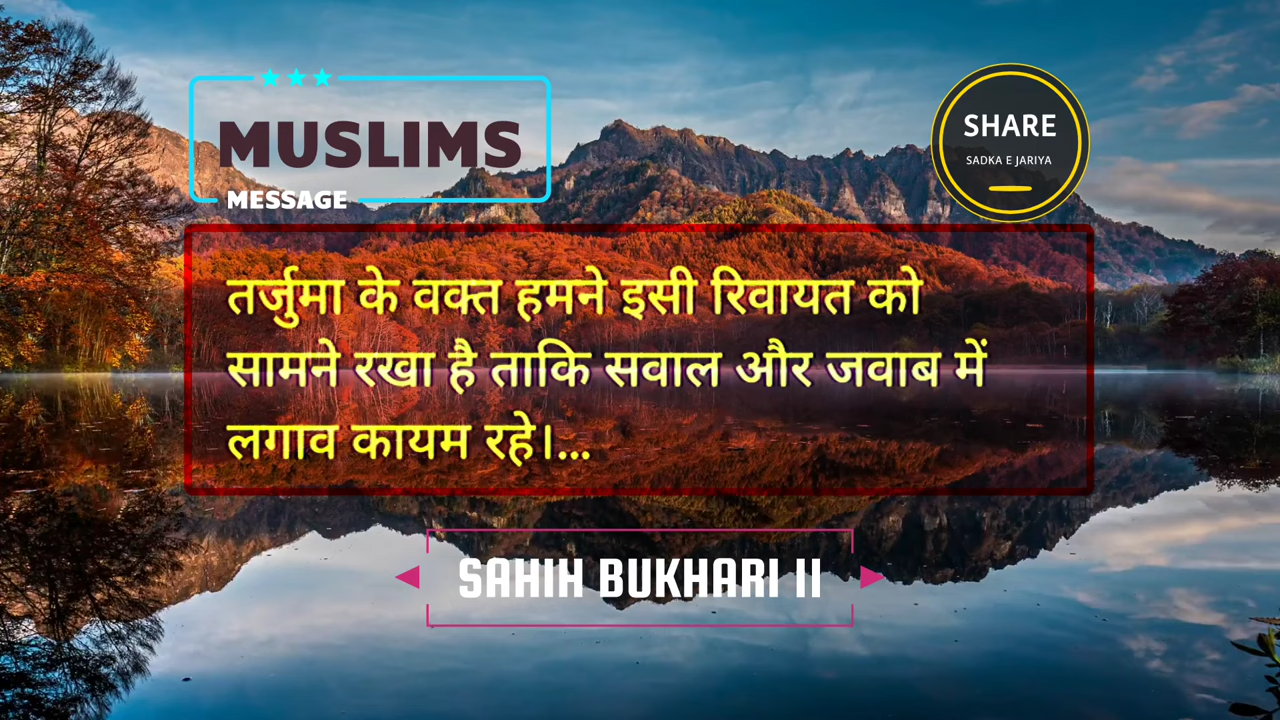 MUSLIMS
MESSAGE
SHARE
SADKA E JARIYA
तर्जुमा के वक्त हमने इसी रिवायत को
सामने रखा है ताकि सवाल और जवाब में
लगाव कायम रहे।...
SAHIH BUKHARI II